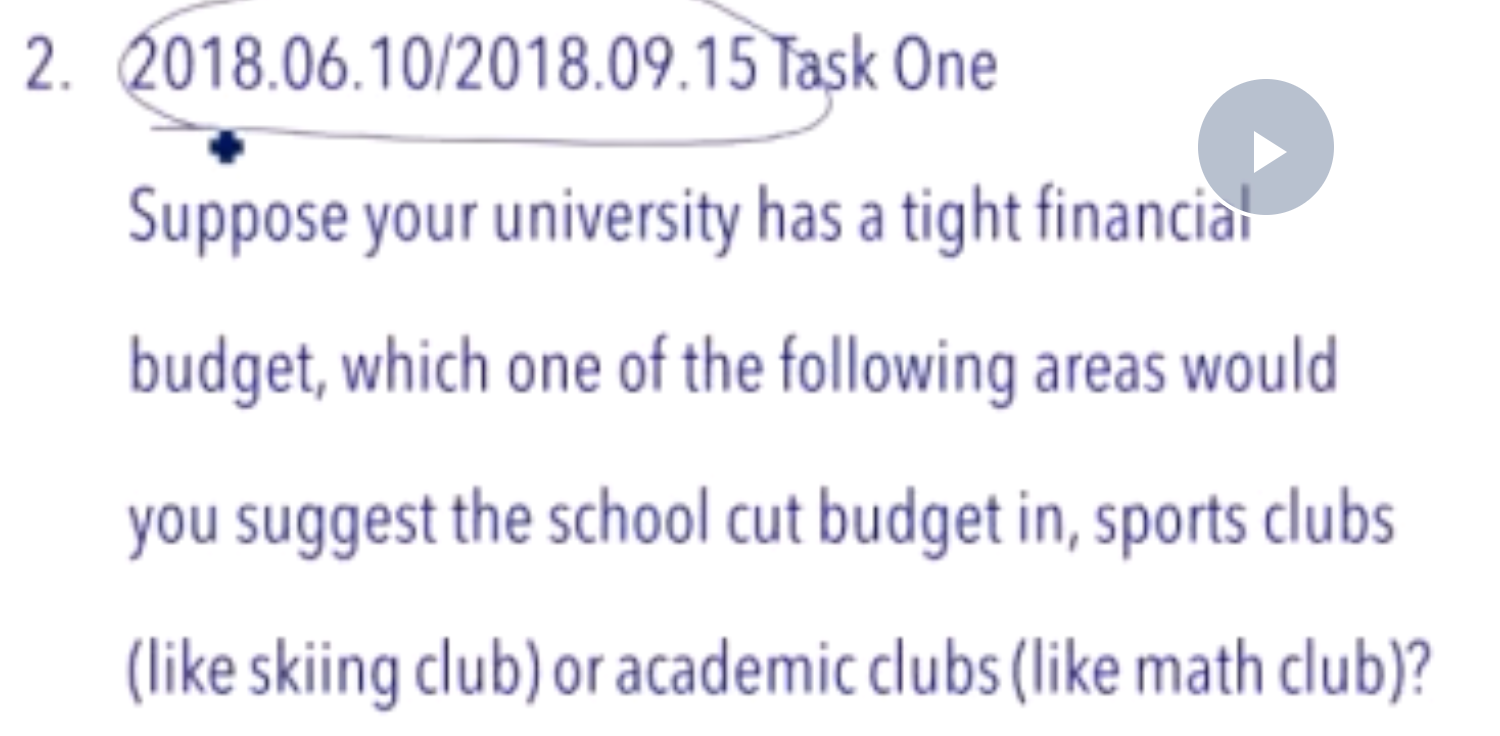 2. 2018.06.10/2018.09.15 Task One
Suppose your university has a tight financial
budget, which one of the following areas would
you suggest the school cut budget in, sports clubs
(like skiing club) or academic clubs (like math club)?